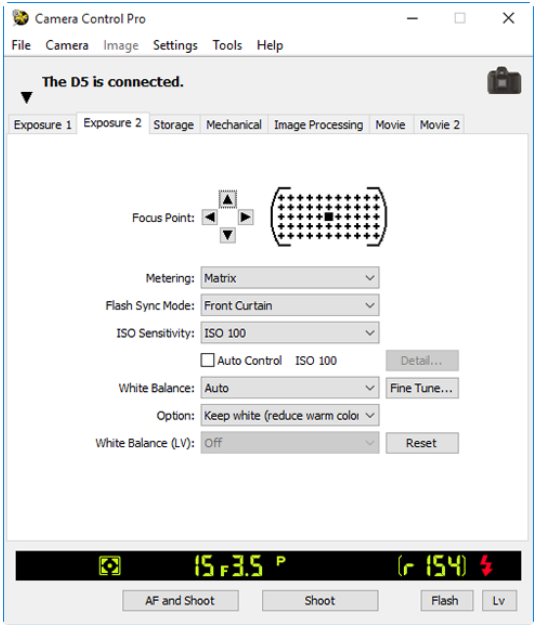 Camera Control Pro
File Camera Image Settings Tools Help
The D5 is connected.
Exposure 1 Exposure 2 Storage Mechanical Image Processing Movie Movie 2
Focus Point:
Metering: Matrix
Flash Sync Mode: Front Curtain
ISO Sensitivity: ISO 100
Auto Control ISO 100 Detail...
White Balance: Auto Fine Tune...
Option: Keep white (reduce warm color
White Balance (LV): Off Reset
15 F3.5 P (r 154)
AF and Shoot Shoot Flash Lv